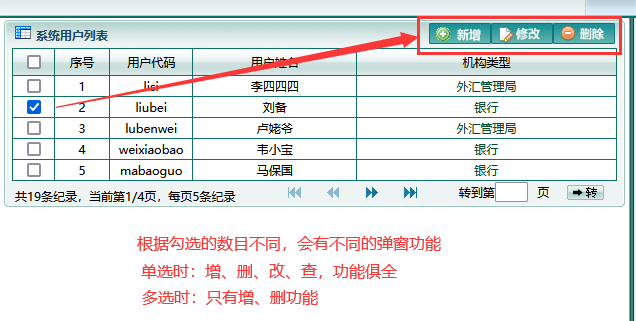 系统用户列表 新增 修改 删除
序号 用户代码 用户姓名 机构类型
1 lisi 李四四四 外汇管理局
2 liubei 刘备 银行
3 lubenwei 卢姥爷 外汇管理局
4 weixiaobao 韦小宝 银行
5 mabaoguo 马保国 银行
共19条纪录，当前第1/4页，每页5条纪录 转到第 页 转
根据勾选的数目不同，会有不同的弹窗功能
单选时：增、删、改、查，功能俱全
多选时：只有增、删功能